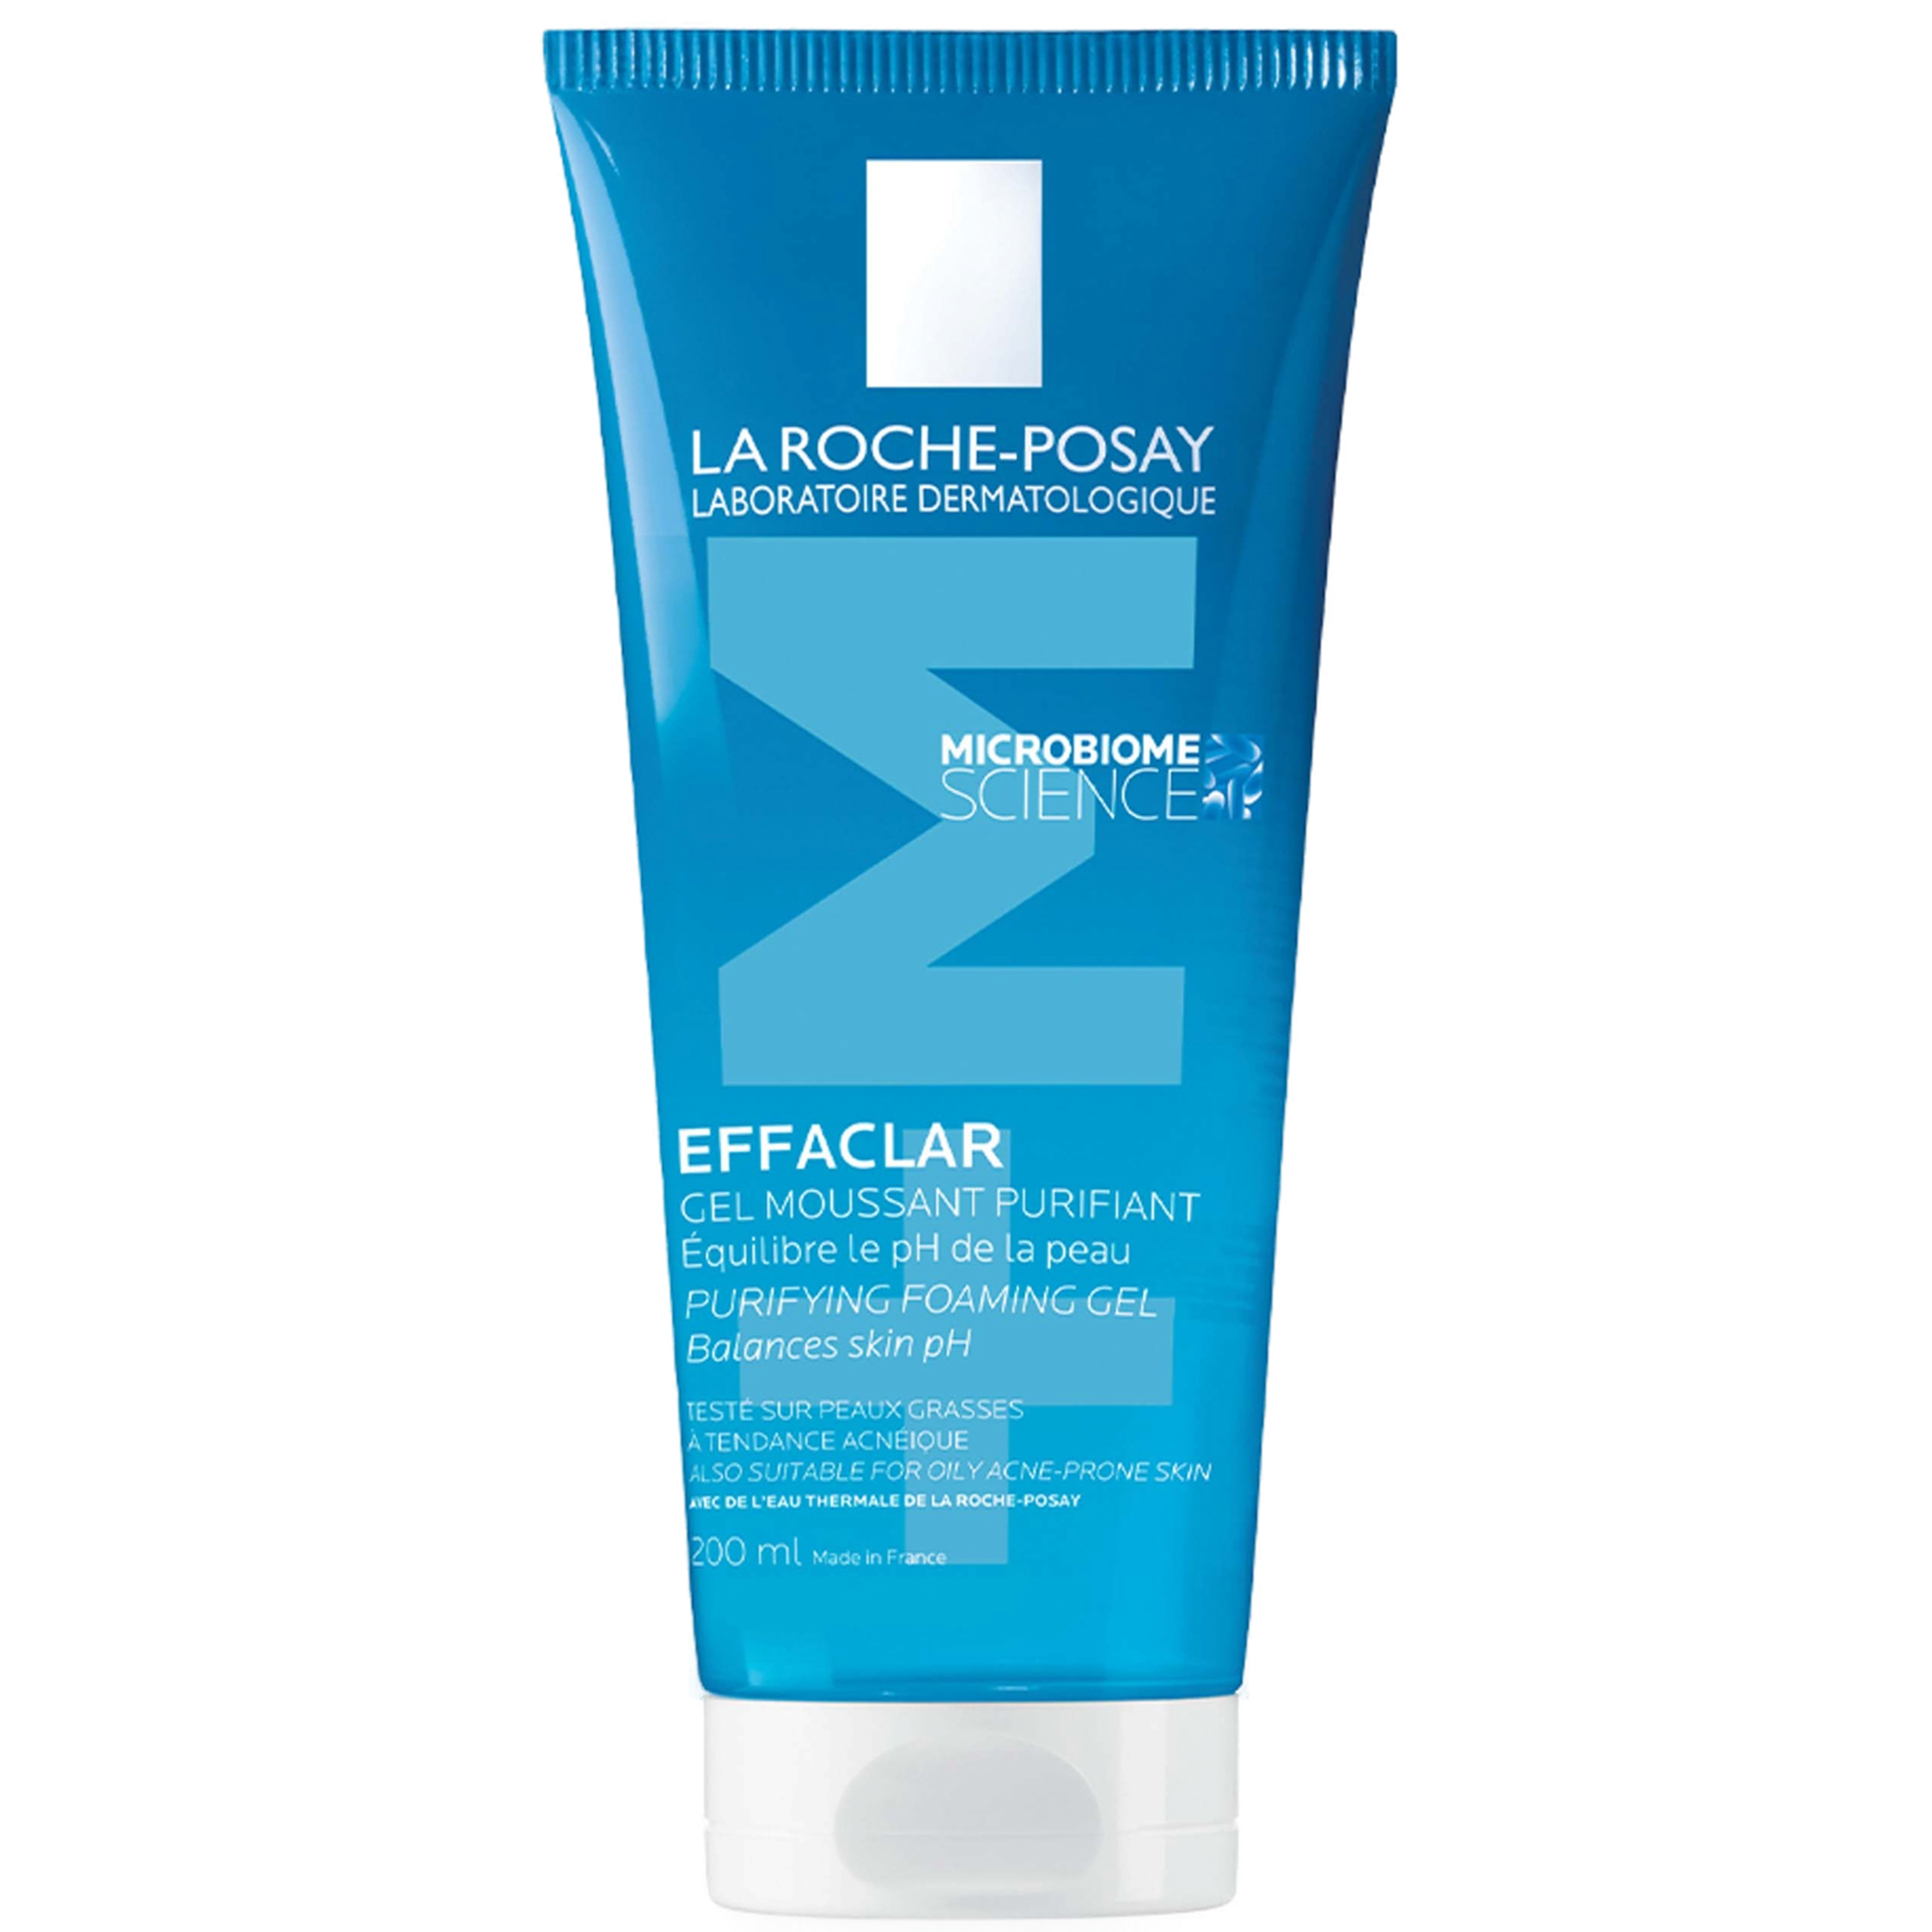 LA ROCHE-POSAY
LABORATOIRE DERMATOLOGIQUE
M
MICROBIOME
SCIENCE
EFFACLAR
GEL MOUSSANT PURIFIANT
Équilibre le pH de la peau
PURIFYING FOAMING GEL
Balances skin pH
TESTÉ SUR PEAUX GRASSES
À TENDANCE ACNÉIQUE
ALSO SUITABLE FOR OILY ACNE-PRONE SKIN
AVEC DE L'EAU THERMALE DE LA ROCHE-POSAY
200 ml Made in France
+